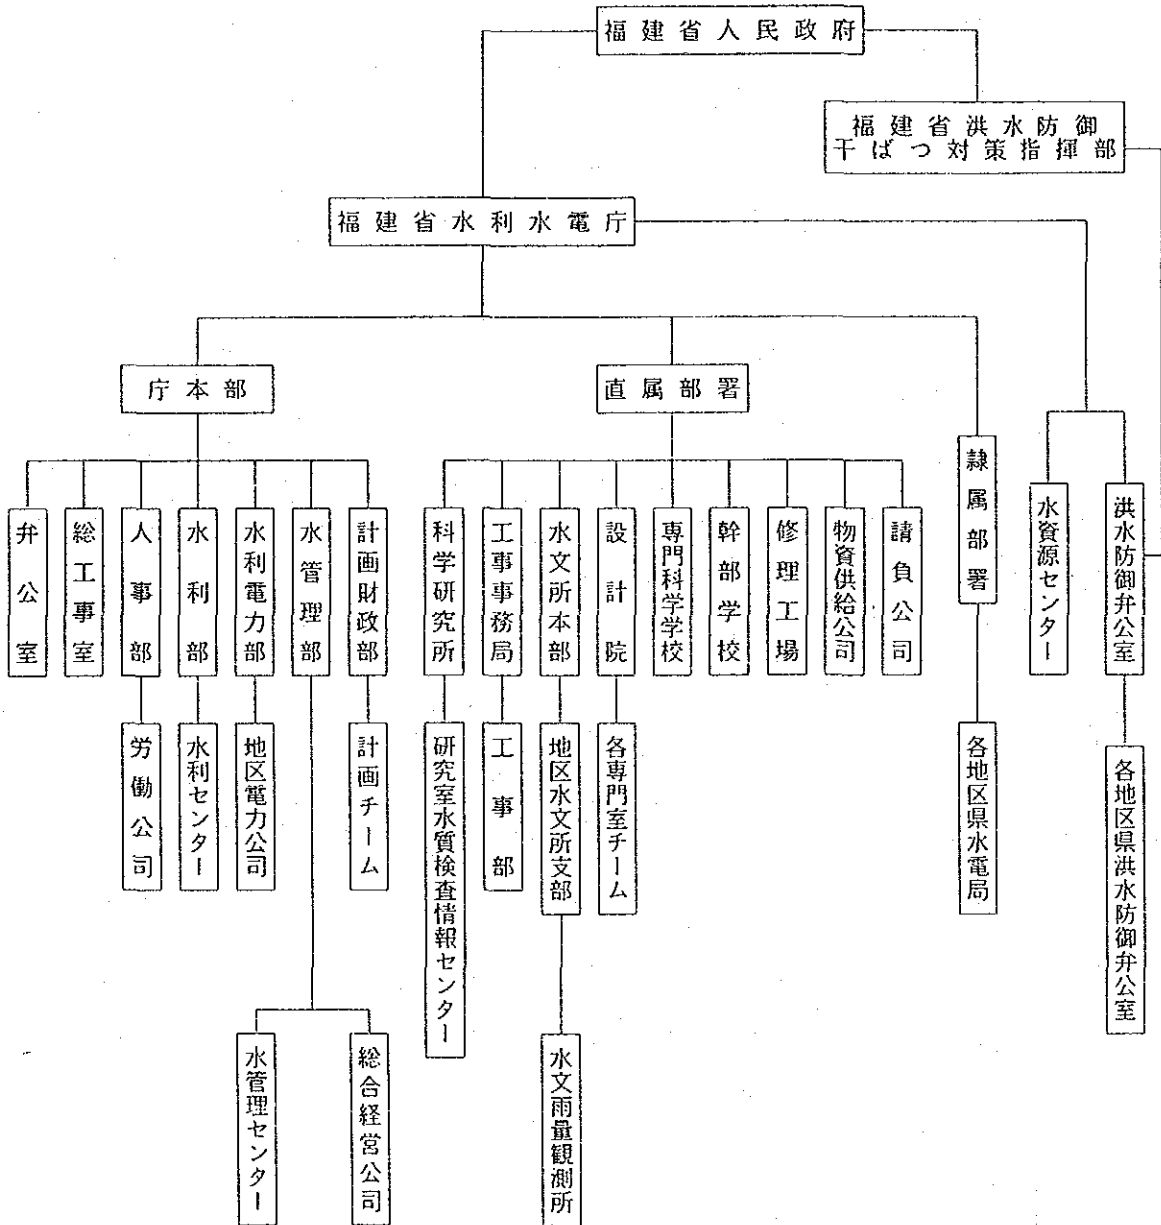 福建省人民政府
福建省洪水防御
干ばつ対策指揮部
福建省水利水電庁
庁本部
直属部署
隷属部署
弁公室
総工事室
人事部
水利部
水利電力部
水管理部
計画財政部
科学研究所
工事事務局
水文所本部
設計院
専門科学学校
幹部学校
修理工場
物資供給公司
請負公司
水資源センター
洪水防御弁公室
労働公司
水利センター
地区電力公司
計画チーム
研究室水質検査情報センター
工事部
地区水文所支部
各専門室チーム
各地区県水電局
各地区県洪水防御弁公室
水管理センター
総合経営公司
水文雨量観測所